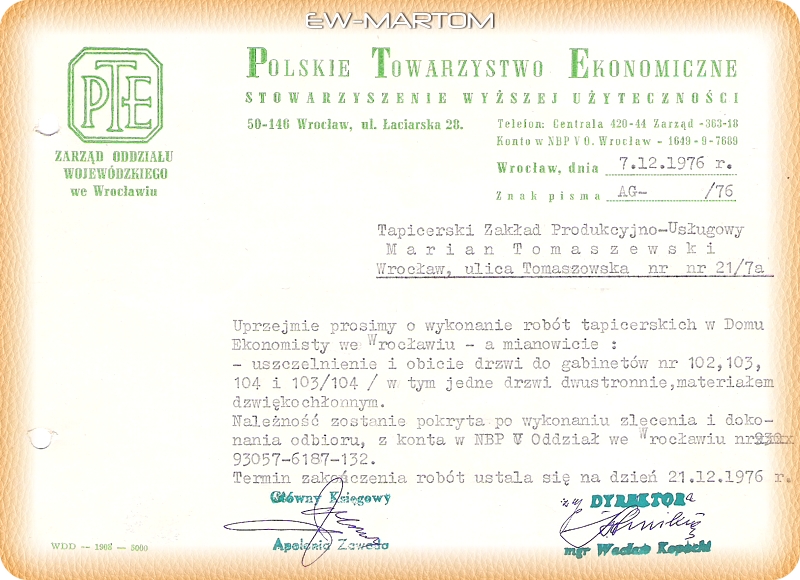 EW-MARTOM
PTE
ZARZĄD ODDZIAŁU
WOJEWÓDZKIEGO
we Wrocławiu
POLSKIE TOWARZYSTWO EKONOMICZNE
STOWARZYSZENIE WYŻSZEJ UŻYTECZNOŚCI
50-146 Wrocław, ul. Łaciarska 28.
Telefon: Centrala 420-44 Zarząd -363-18
Konto w NBP V O. Wrocław - 1649-9-7689
Wrocław, dnia 7.12.1976 r.
Znak pisma AG- /76
Tapicerski Zakład Produkcyjno-Usługowy
Marian Tomaszewski
Wrocław, ulica Tomaszowska nr nr 21/7a
Uprzejmie prosimy o wykonanie robót tapicerskich w Domu
Ekonomisty we Wrocławiu - a mianowicie :
- uszczelnienie i obicie drzwi do gabinetów nr 102,103,
104 i 103/104 / w tym jedne drzwi dwustronnie,materiałem
dzwiękochłonnym.
Należność zostanie pokryta po wykonaniu zlecenia i doko-
nania odbioru, z konta w NBP V Oddział we Wrocławiu nr
93057-6187-132.
Termin zakończenia robót ustala się na dzień 21.12.1976 r.
Główny Księgowy
Apolonia Zawada
DYREKTORa
mgr Wacław
WDD — 1965 — 5000